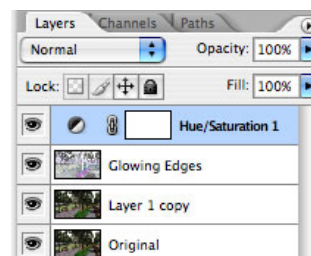 Layers Channels Paths
Normal Opacity: 100%
Lock: Fill: 100%
Hue/Saturation 1
Glowing Edges
Layer 1 copy
Original